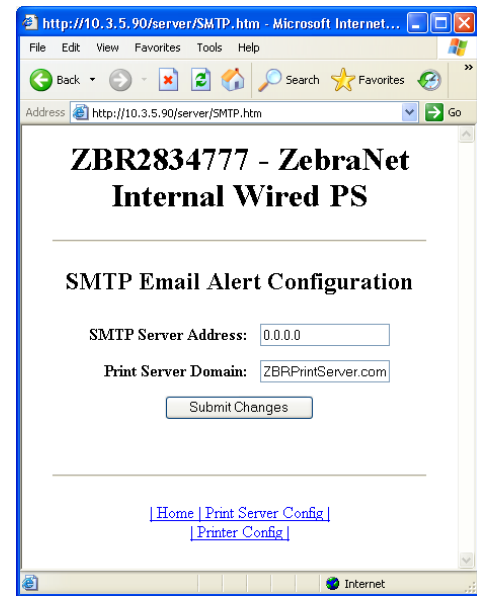 http://10.3.5.90/server/SMTP.htm - Microsoft Internet...
File Edit View Favorites Tools Help
Back Search Favorites »
Address http://10.3.5.90/server/SMTP.htm Go
ZBR2834777 - ZebraNet
Internal Wired PS
SMTP Email Alert Configuration
SMTP Server Address: 0.0.0.0
Print Server Domain: ZBRPrintServer.com
Submit Changes
| Home | Print Server Config |
| Printer Config |
Internet